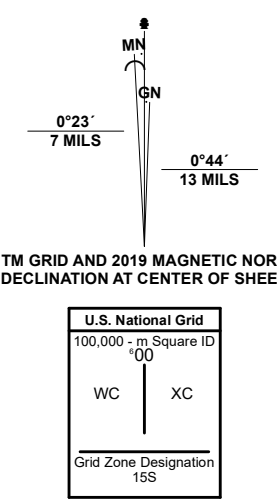 MN
GN
0°23´
7 MILS
0°44´
13 MILS
TM GRID AND 2019 MAGNETIC NOR
DECLINATION AT CENTER OF SHEE
U.S. National Grid
100,000 - m Square ID
⁶00
WC XC
Grid Zone Designation
15S